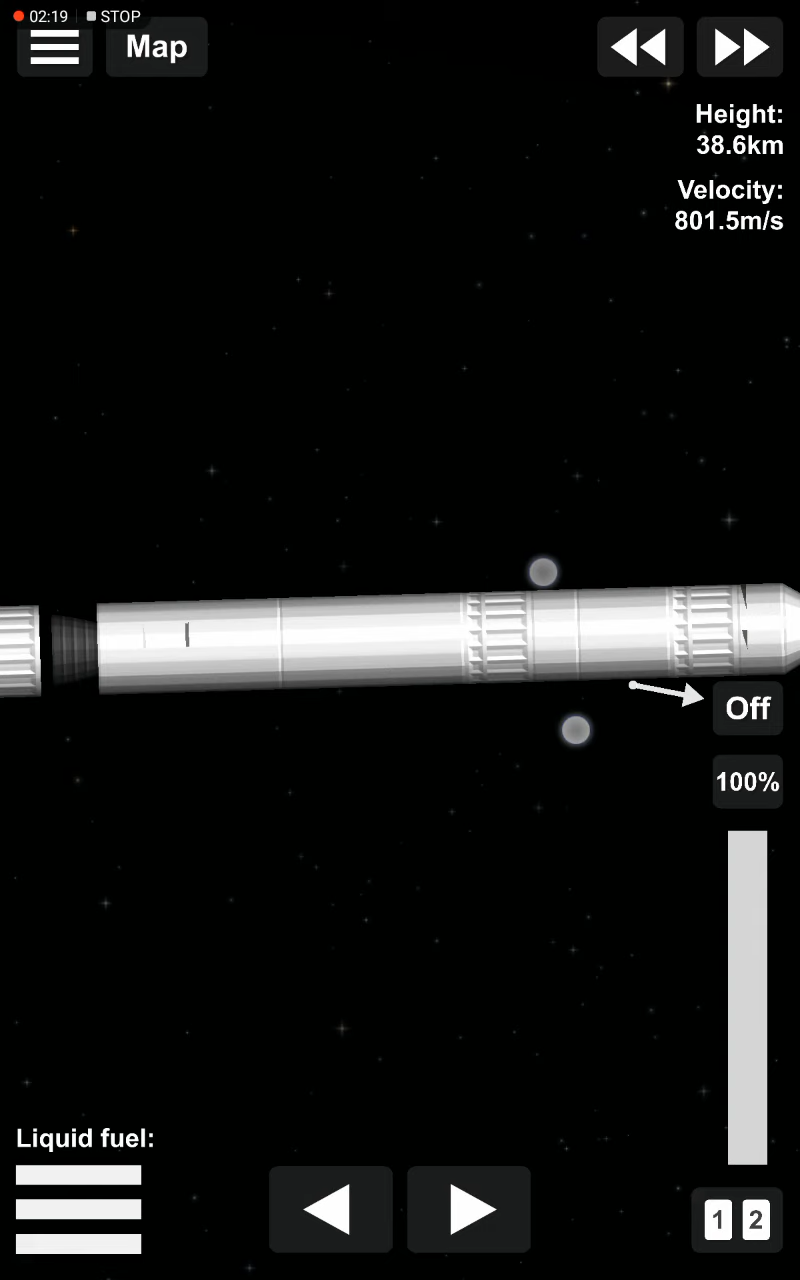 02:19 STOP
Map
Height:
38.6km
Velocity:
801.5m/s
Off
100%
Liquid fuel:
1 2